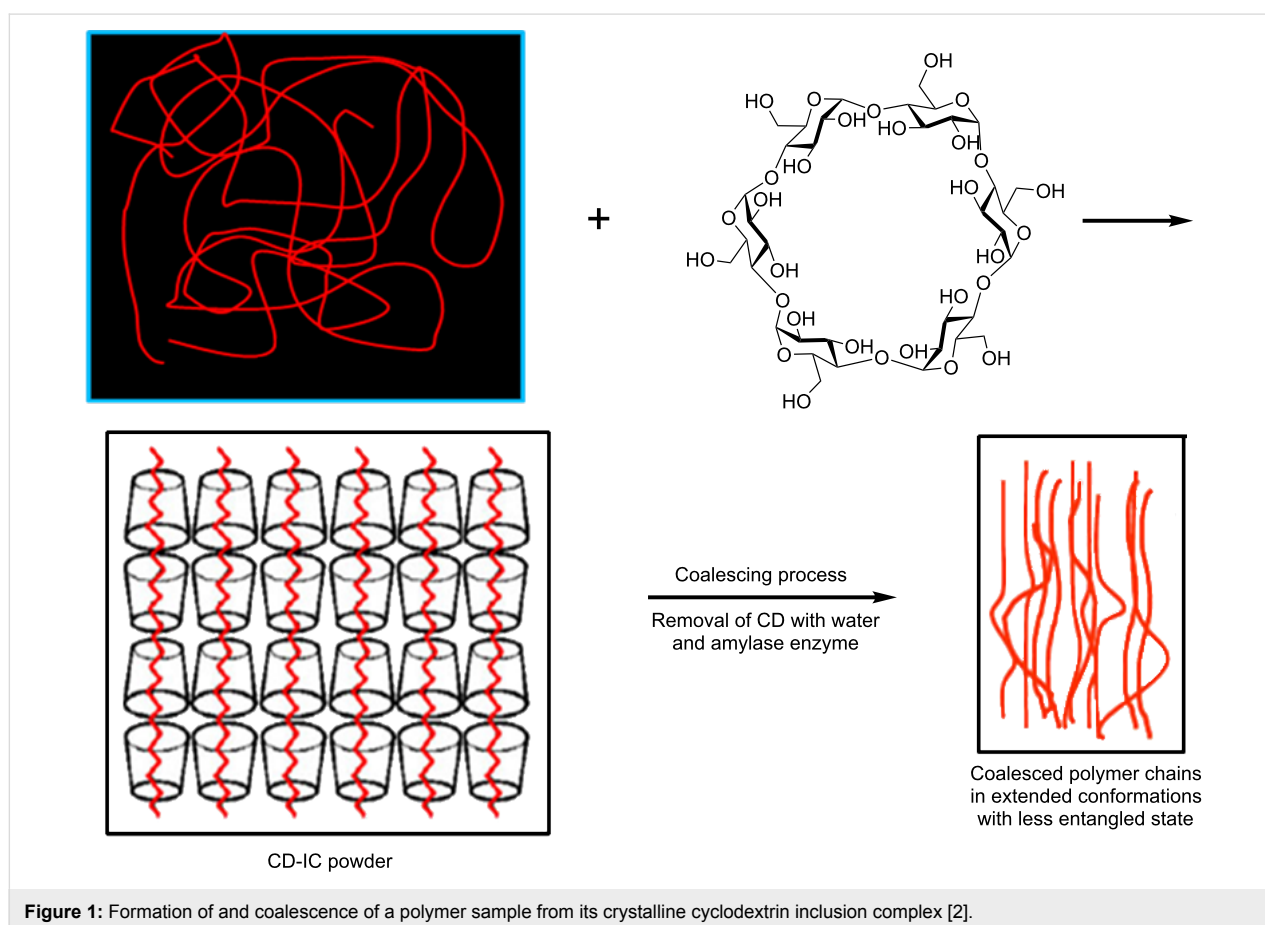 OH
HO
O
O
O
OH
HO
OH
HO
O
O
OH
HO
OH
O
OH
O
HO
HO
OH
O
O
OH
HO
OH
O
OH
HO
OH
O
O
O
HO
+
Coalescing process
Removal of CD with water
and amylase enzyme
Coalesced polymer chains
in extended conformations
with less entangled state
CD-IC powder
Figure 1: Formation of and coalescence of a polymer sample from its crystalline cyclodextrin inclusion complex [2].